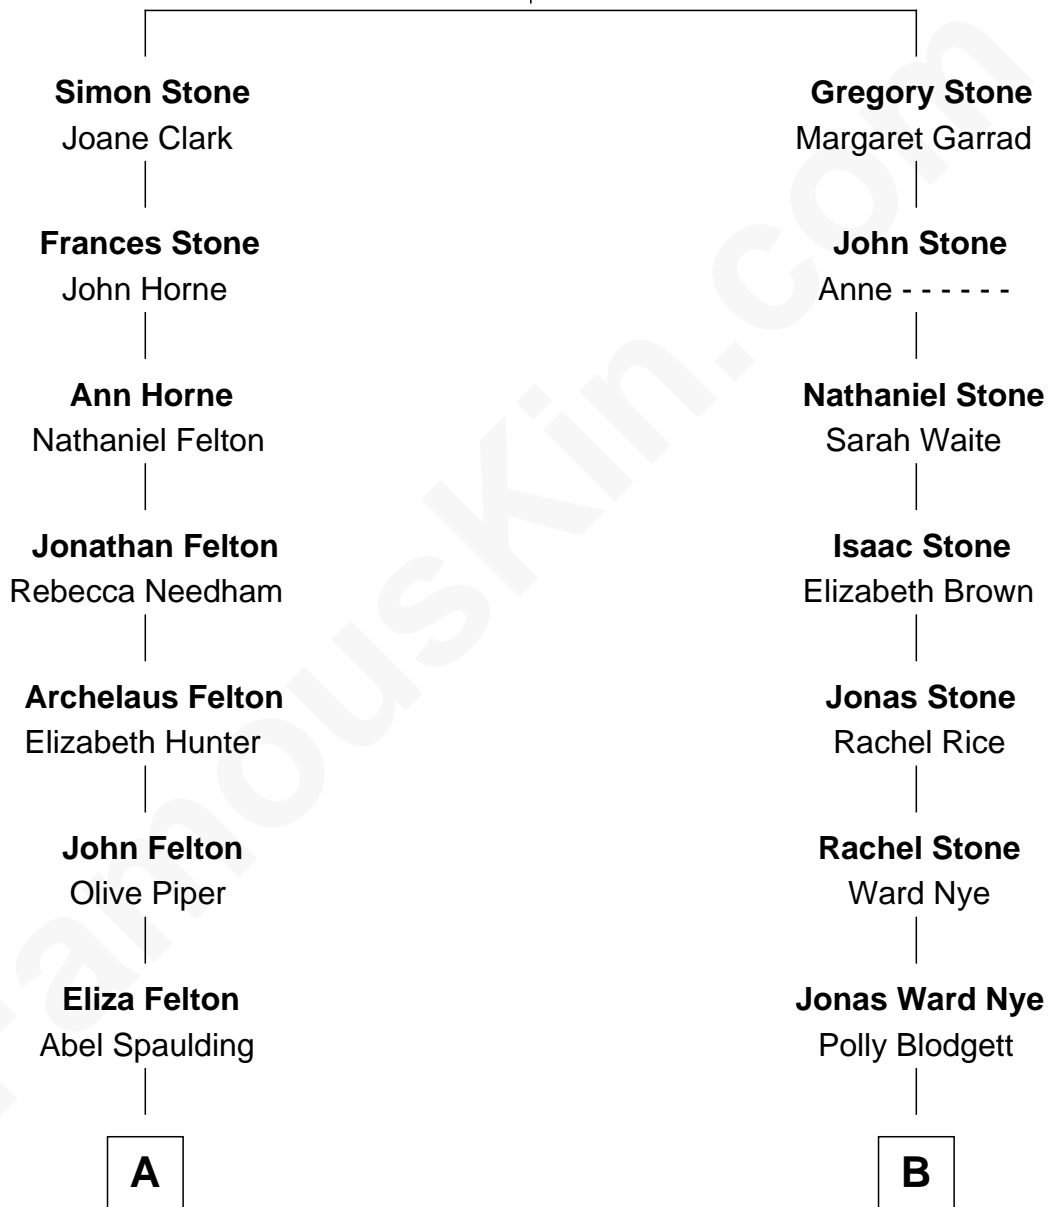 Simon Stone
Joane Clark
Frances Stone
John Horne
Ann Horne
Nathaniel Felton
Jonathan Felton
Rebecca Needham
Archelaus Felton
Elizabeth Hunter
John Felton
Olive Piper
Eliza Felton
Abel Spaulding
A
Gregory Stone
Margaret Garrad
John Stone
Anne - - - - - -
Nathaniel Stone
Sarah Waite
Isaac Stone
Elizabeth Brown
Jonas Stone
Rachel Rice
Rachel Stone
Ward Nye
Jonas Ward Nye
Polly Blodgett
B
FamousKin.com